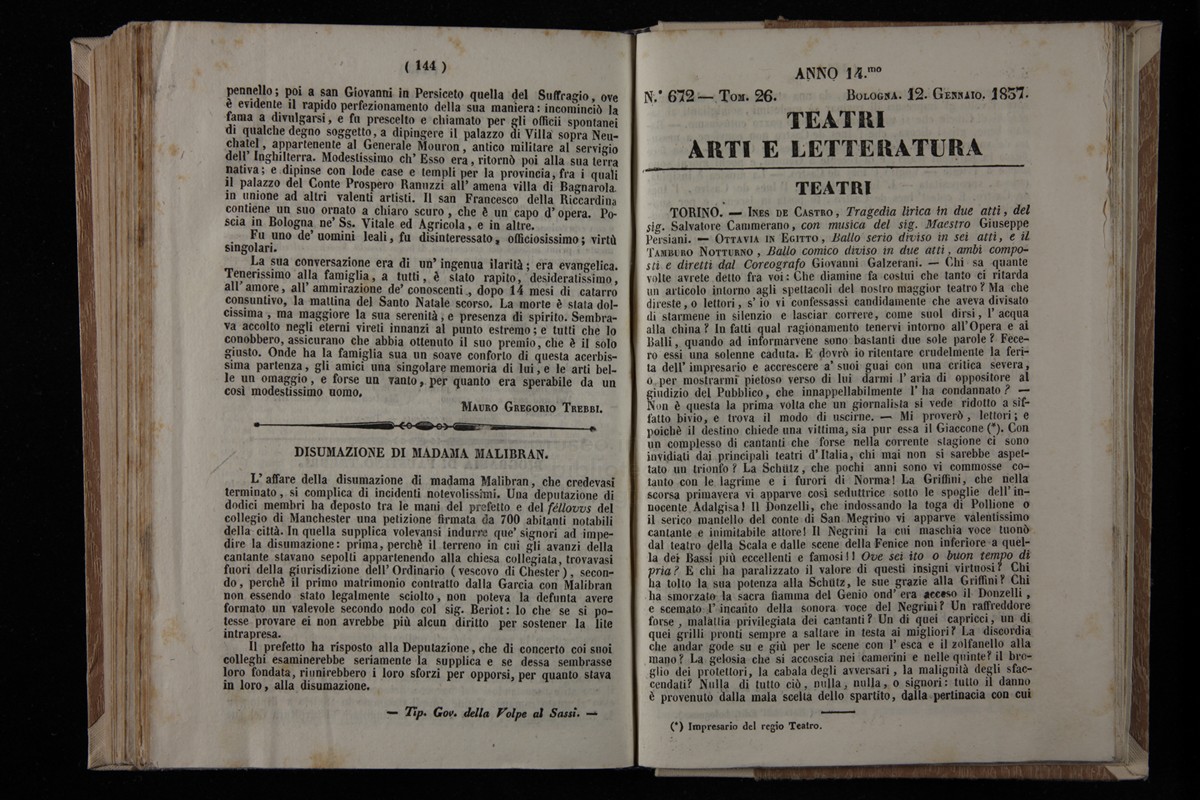 ( 144 )
pennello; poi a san Giovanni in Persiceto quella del Suffragio, ove
è evidente il rapido perfezionamento della sua maniera: incominciò la
fama a divulgarsi, e fu prescelto e chiamato per gli officii spontanei
di qualche degno soggetto, a dipingere il palazzo di Villa sopra Neu-
chatel, appartenente al Generale Mouron, antico militare al servigio
dell' Inghilterra. Modestissimo ch' Esso era, ritornò poi alla sua terra
nativa; e dipinse con lode case e templi per la provincia, fra i quali
il palazzo del Conte Prospero Ranuzzi all' amena villa di Bagnarola
in unione ad altri valenti artisti. Il san Francesco della Riccardina
contiene un suo ornato a chiaro scuro, che è un capo d' opera. Po-
scia in Bologna ne' Ss. Vitale ed Agricola, e in altre.
Fu uno de' uomini leali, fu disinteressato, officiosissimo; virtù
singolari.
La sua conversazione era di un' ingenua ilarità; era evangelica.
Tenerissimo alla famiglia, a tutti, è stato rapito, desideratissimo,
all' amore, all' ammirazione de' conoscenti, dopo 14 mesi di catarro
consuntivo, la mattina del Santo Natale scorso. La morte è stata dol-
cissima, ma maggiore la sua serenità, e presenza di spirito. Sembra-
va accolto negli eterni vireti innanzi al punto estremo; e tutti che lo
conobbero, assicurano che abbia ottenuto il suo premio, che è il solo
giusto. Onde ha la famiglia sua un soave conforto di questa acerbis-
sima partenza, gli amici una singolare memoria di lui, e le arti bel-
le un omaggio, e forse un vanto, per quanto era sperabile da un
così modestissimo uomo.
MAURO GREGORIO TREBBI.
DISUMAZIONE DI MADAMA MALIBRAN.
L' affare della disumazione di madama Malibran, che credevasi
terminato, si complica di incidenti notevolissimi. Una deputazione di
dodici membri ha deposto tra le mani del prefetto e del féllovvs del
collegio di Manchester una petizione firmata da 700 abitanti notabili
della città. In quella supplica volevansi indurre que' signori ad impe-
dire la disumazione: prima, perchè il terreno in cui gli avanzi della
cantante stavano sepolti appartenendo alla chiesa collegiata, trovavasi
fuori della giurisdizione dell' Ordinario (vescovo di Chester), secon-
do, perchè il primo matrimonio contratto dalla Garcia con Malibran
non essendo stato legalmente sciolto, non poteva la defunta avere
formato un valevole secondo nodo col sig. Beriot: lo che se si po-
tesse provare ei non avrebbe più alcun diritto per sostener la lite
intrapresa.
Il prefetto ha risposto alla Deputazione, che di concerto coi suoi
colleghi esaminerebbe seriamente la supplica e se dessa sembrasse
loro fondata, riunirebbero i loro sforzi per opporsi, per quanto stava
in loro, alla disumazione.
— Tip. Gov. della Volpe al Sassi. —
ANNO 14.mo
N.° 672 — TOM. 26. BOLOGNA. 12. GENNAIO. 1837.
TEATRI
ARTI E LETTERATURA
TEATRI
TORINO. — INES DE CASTRO, Tragedia lirica in due atti, del
sig. Salvatore Cammerano, con musica del sig. Maestro Giuseppe
Persiani. — OTTAVIA IN EGITTO, Ballo serio diviso in sei atti, e il
TAMBURO NOTTURNO, Ballo comico diviso in due atti, ambi compo-
sti e diretti dal Coreografo Giovanni Galzerani. — Chi sa quante
volte avrete detto fra voi: Che diamine fa costui che tanto ci ritarda
un articolo intorno agli spettacoli del nostro maggior teatro? Ma che
direste, o lettori, s' io vi confessassi candidamente che aveva divisato
di starmene in silenzio e lasciar correre, come suol dirsi, l' acqua
alla china? In fatti qual ragionamento tenervi intorno all' Opera e ai
Balli, quando ad informarvene sono bastanti due sole parole? Fece-
ro essi una solenne caduta. E dovrò io ritentare crudelmente la feri-
ta dell' impresario e accrescere a' suoi guai con una critica severa,
o per mostrarmi pietoso verso di lui darmi l' aria di oppositore al
giudizio del Pubblico, che innappellabilmente l' ha condannato? —
Non è questa la prima volta che un giornalista si vede ridotto a sif-
fatto bivio, e trova il modo di uscirne. — Mi proverò, lettori; e
poichè il destino chiede una vittima, sia pur essa il Giaccone (*). Con
un complesso di cantanti che forse nella corrente stagione ci sono
invidiati dai principali teatri d' Italia, chi mai non si sarebbe aspet-
tato un trionfo? La Schütz, che pochi anni sono vi commosse co-
tanto con le lagrime e i furori di Norma! La Griffini, che nella
scorsa primavera vi apparve così seduttrice sotto le spoglie dell' in-
nocente Adalgisa! Il Donzelli, che indossando la toga di Pollione o
il serico mantello del conte di San Megrino vi apparve valentissimo
cantante e inimitabile attore! Il Negrini la cui maschia voce tuonò
dal teatro della Scala e dalle scene della Fenice non inferiore a quel-
la dei Bassi più eccellenti e famosi!! Ove sei ito o buon tempo di
pria? E chi ha paralizzato il valore di questi insigni virtuosi? Chi
ha tolto la sua potenza alla Schütz, le sue grazie alla Griffini? Chi
ha smorzato la sacra fiamma del Genio ond' era acceso il Donzelli,
e scemato l' incanto della sonora voce del Negrini? Un raffreddore
forse, malattia privilegiata dei cantanti? Un di quei capricci, un di
quei grilli pronti sempre a saltare in testa ai migliori? La discordia
che andar gode su e giù per le scene con l' esca e il zolfanello alla
mano? La gelosia che si accoscia nei camerini e nelle quinte? il bro-
glio dei protettori, la cabala degli avversari, la malignità degli sfac-
cendati? Nulla di tutto ciò, nulla, nulla, o signori: tutto il danno
è provenuto dalla mala scelta dello spartito, dalla pertinacia con cui
(*) Impresario del regio Teatro.